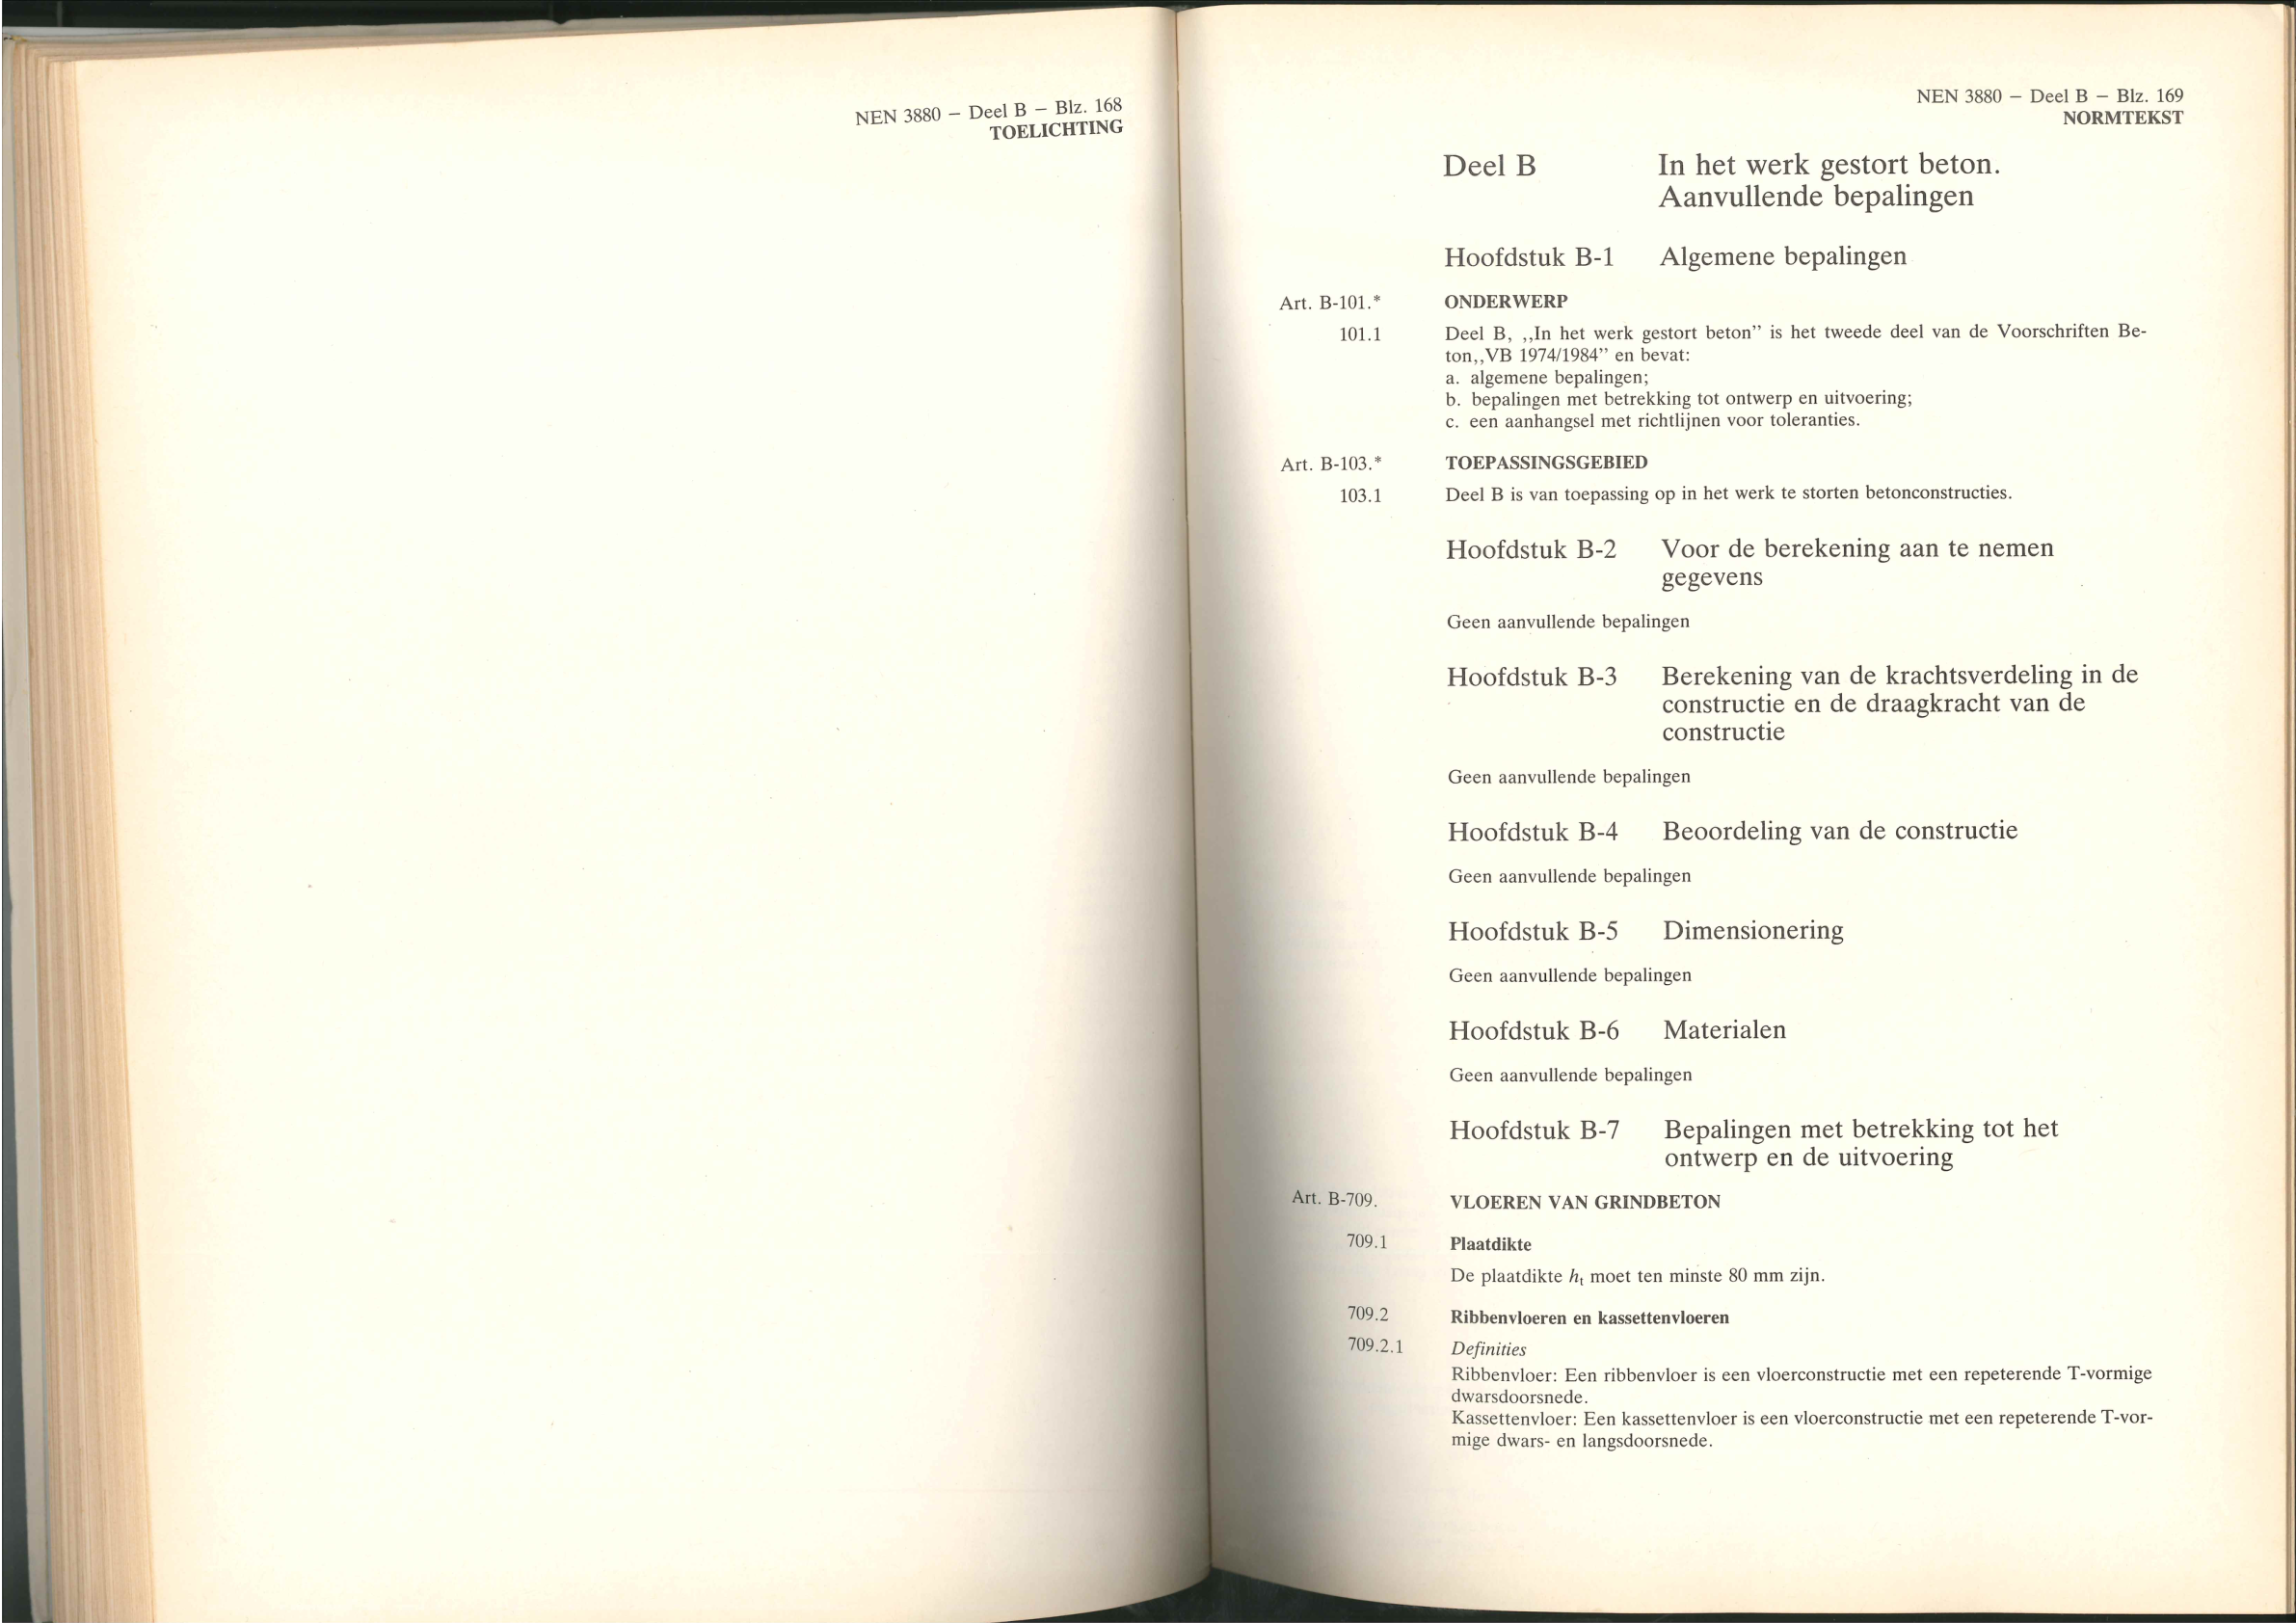 NEN 3880 — Deel B — Blz. 168
TOELICHTING
NEN 3880 — Deel B — Blz. 169
NORMTEKST
Deel B In het werk gestort beton.
Aanvullende bepalingen
Hoofdstuk B-1 Algemene bepalingen
Art. B-101.* ONDERWERP
101.1 Deel B, ,,In het werk gestort beton” is het tweede deel van de Voorschriften Be-
ton,,VB 1974/1984” en bevat:
a. algemene bepalingen;
b. bepalingen met betrekking tot ontwerp en uitvoering;
c. een aanhangsel met richtlijnen voor toleranties.
Art. B-103.* TOEPASSINGSGEBIED
103.1 Deel B is van toepassing op in het werk te storten betonconstructies.
Hoofdstuk B-2 Voor de berekening aan te nemen
gegevens
Geen aanvullende bepalingen
Hoofdstuk B-3 Berekening van de krachtsverdeling in de
constructie en de draagkracht van de
constructie
Geen aanvullende bepalingen
Hoofdstuk B-4 Beoordeling van de constructie
Geen aanvullende bepalingen
Hoofdstuk B-5 Dimensionering
Geen aanvullende bepalingen
Hoofdstuk B-6 Materialen
Geen aanvullende bepalingen
Hoofdstuk B-7 Bepalingen met betrekking tot het
ontwerp en de uitvoering
Art. B-709. VLOEREN VAN GRINDBETON
709.1 Plaatdikte
De plaatdikte hₜ moet ten minste 80 mm zijn.
709.2 Ribbenvloeren en kassettenvloeren
709.2.1 Definities
Ribbenvloer: Een ribbenvloer is een vloerconstructie met een repeterende T-vormige
dwarsdoorsnede.
Kassettenvloer: Een kassettenvloer is een vloerconstructie met een repeterende T-vor-
mige dwars- en langsdoorsnede.